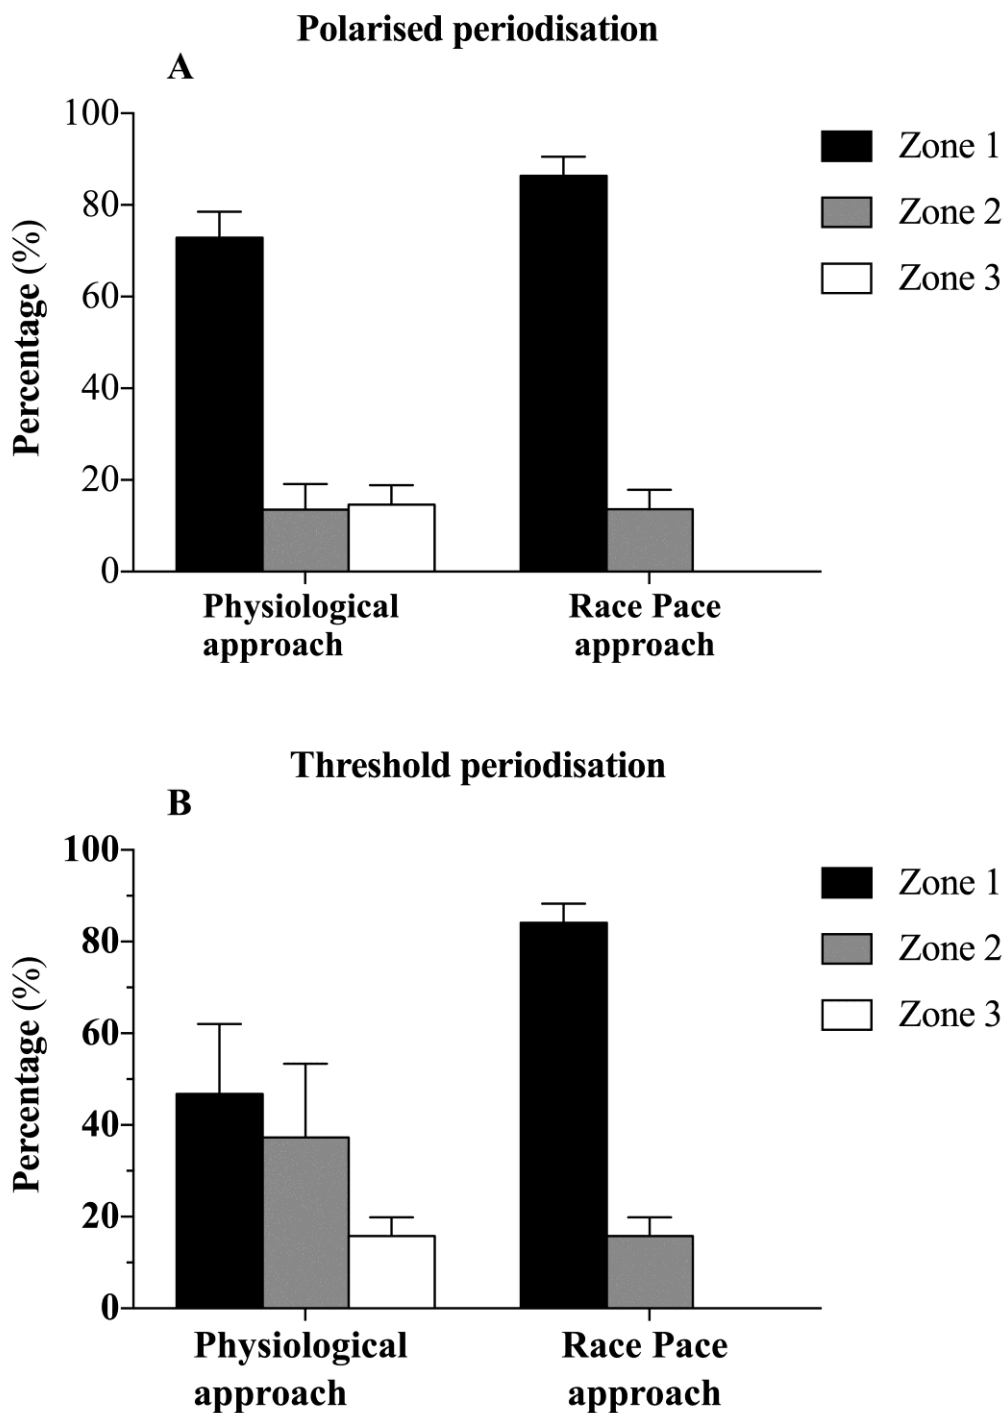 Polarised periodisation
A
100
80
60
40
20
0
Percentage (%)
Zone 1
Zone 2
Zone 3
Physiological
approach
Race Pace
approach
Threshold periodisation
B
100
80
60
40
20
0
Percentage (%)
Zone 1
Zone 2
Zone 3
Physiological
approach
Race Pace
approach